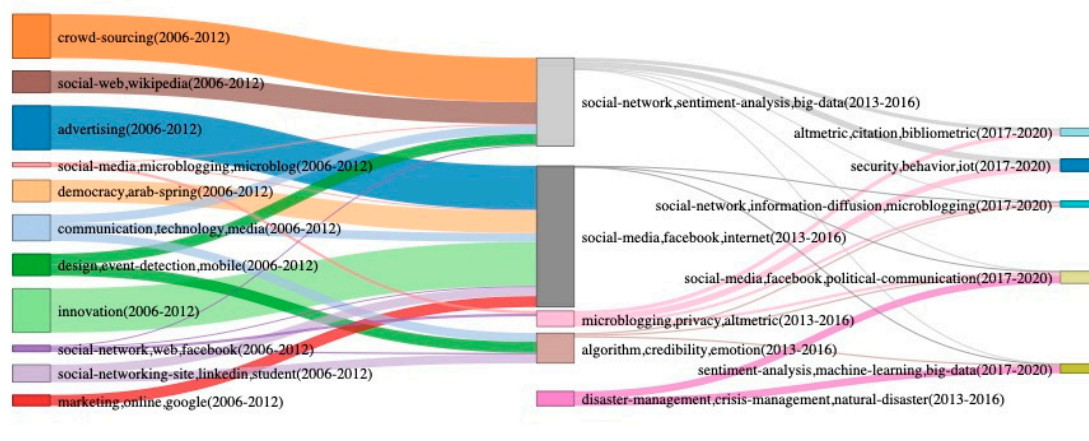 crowd-sourcing(2006-2012)
social-web,wikipedia(2006-2012)
advertising(2006-2012)
social-media,microblogging,microblog(2006-2012)
democracy,arab-spring(2006-2012)
communication,technology,media(2006-2012)
design,event-detection,mobile(2006-2012)
innovation(2006-2012)
social-network,web,facebook(2006-2012)
social-networking-site,linkedin,student(2006-2012)
marketing,online,google(2006-2012)
social-network,sentiment-analysis,big-data(2013-2016)
social-media,facebook,internet(2013-2016)
microblogging,privacy,altmetric(2013-2016)
algorithm,credibility,emotion(2013-2016)
disaster-management,crisis-management,natural-disaster(2013-2016)
altmetric,citation,bibliometric(2017-2020)
security,behavior,iot(2017-2020)
social-network,information-diffusion,microblogging(2017-2020)
social-media,facebook,political-communication(2017-2020)
sentiment-analysis,machine-learning,big-data(2017-2020)